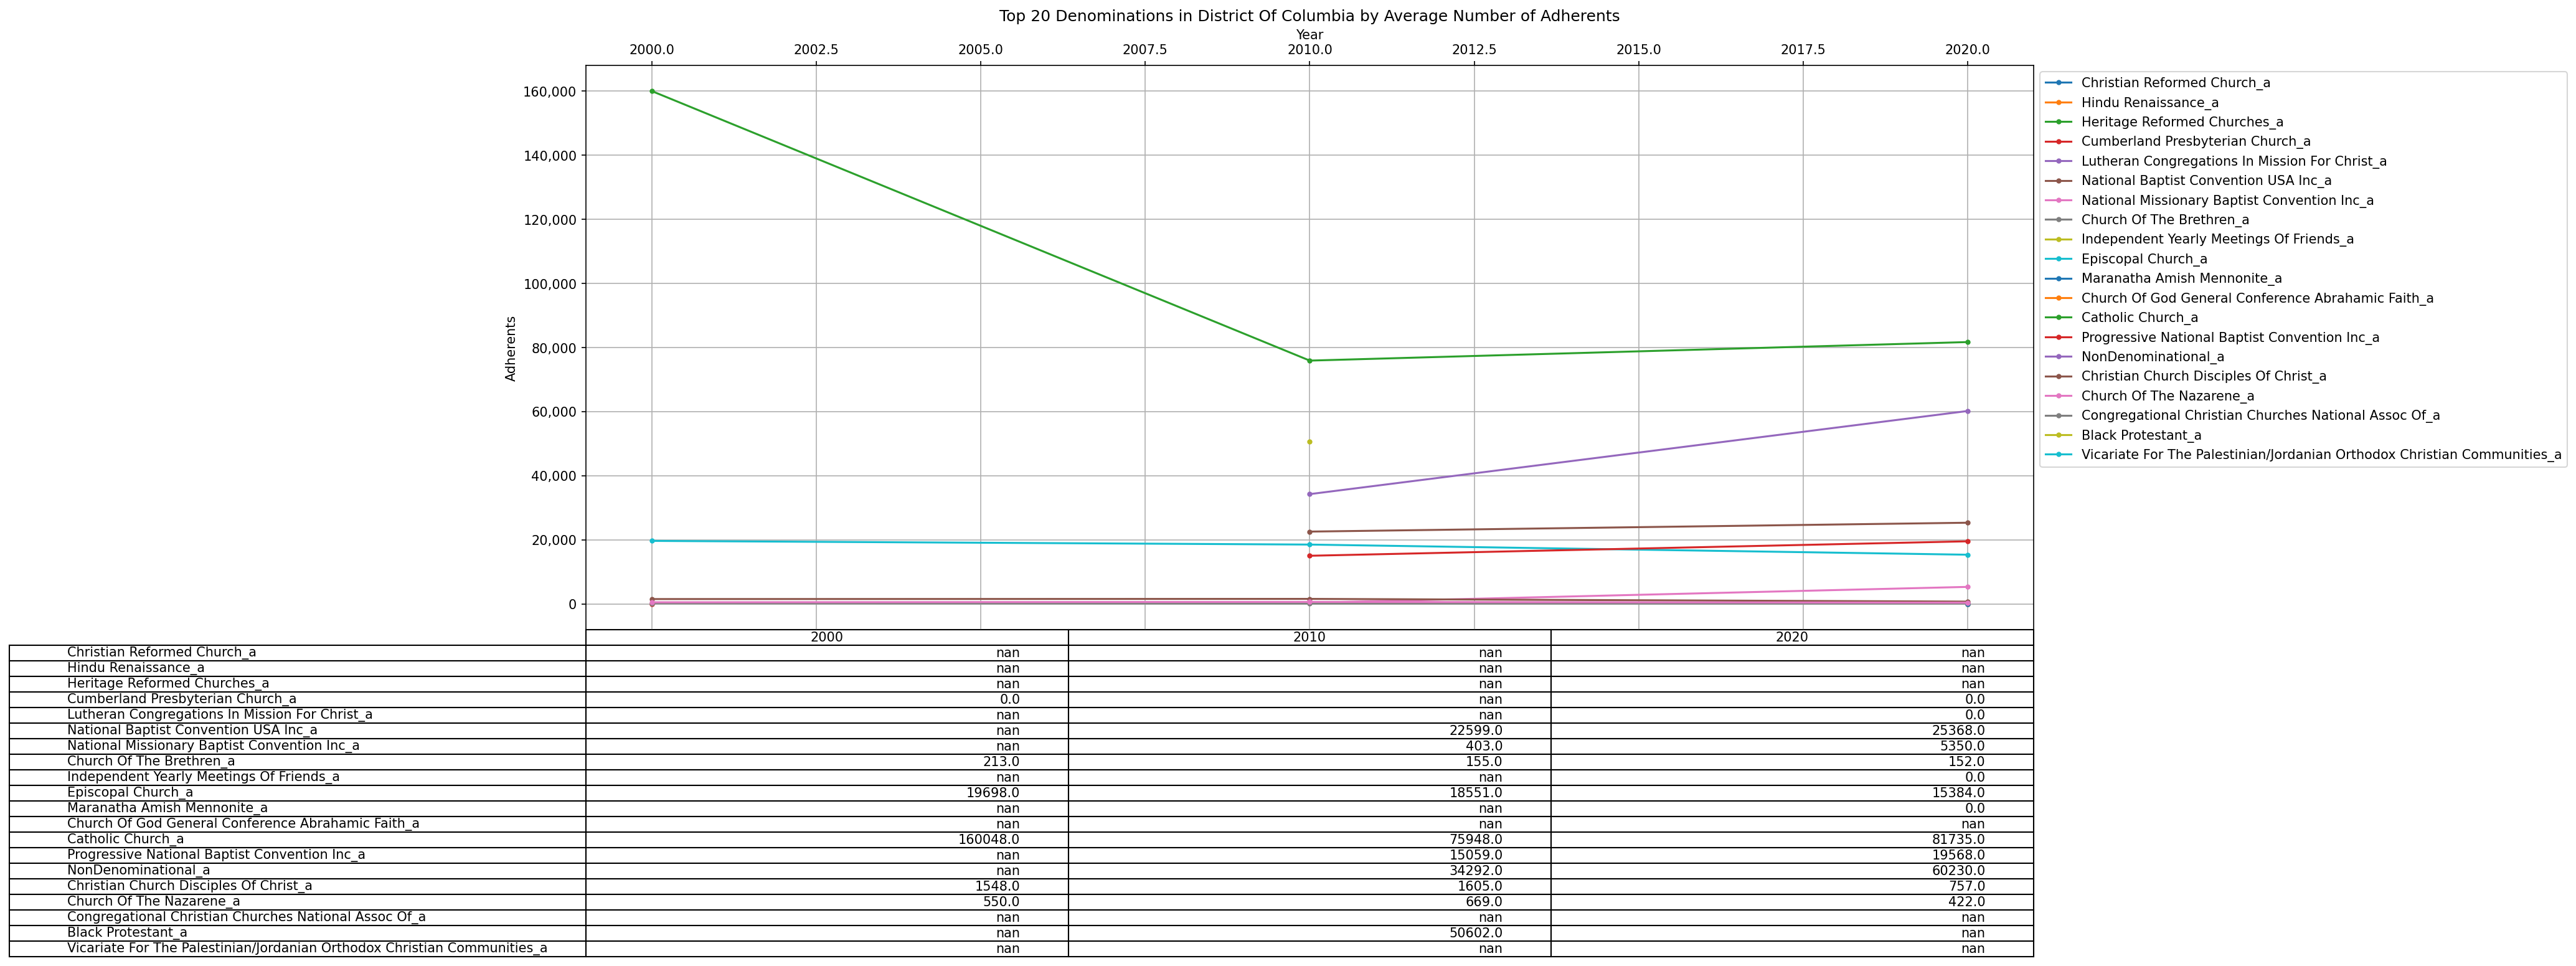 Top 20 Denominations in District Of Columbia by Average Number of Adherents
Year
2000.0 2002.5 2005.0 2007.5 2010.0 2012.5 2015.0 2017.5 2020.0
160,000
140,000
120,000
100,000
80,000
60,000
40,000
20,000
0
Adherents
Christian Reformed Church_a
Hindu Renaissance_a
Heritage Reformed Churches_a
Cumberland Presbyterian Church_a
Lutheran Congregations In Mission For Christ_a
National Baptist Convention USA Inc_a
National Missionary Baptist Convention Inc_a
Church Of The Brethren_a
Independent Yearly Meetings Of Friends_a
Episcopal Church_a
Maranatha Amish Mennonite_a
Church Of God General Conference Abrahamic Faith_a
Catholic Church_a
Progressive National Baptist Convention Inc_a
NonDenominational_a
Christian Church Disciples Of Christ_a
Church Of The Nazarene_a
Congregational Christian Churches National Assoc Of_a
Black Protestant_a
Vicariate For The Palestinian/Jordanian Orthodox Christian Communities_a
2000 2010 2020
Christian Reformed Church_a nan nan nan
Hindu Renaissance_a nan nan nan
Heritage Reformed Churches_a nan nan nan
Cumberland Presbyterian Church_a 0.0 nan 0.0
Lutheran Congregations In Mission For Christ_a nan nan 0.0
National Baptist Convention USA Inc_a nan 22599.0 25368.0
National Missionary Baptist Convention Inc_a nan 403.0 5350.0
Church Of The Brethren_a 213.0 155.0 152.0
Independent Yearly Meetings Of Friends_a nan nan 0.0
Episcopal Church_a 19698.0 18551.0 15384.0
Maranatha Amish Mennonite_a nan nan 0.0
Church Of God General Conference Abrahamic Faith_a nan nan nan
Catholic Church_a 160048.0 75948.0 81735.0
Progressive National Baptist Convention Inc_a nan 15059.0 19568.0
NonDenominational_a nan 34292.0 60230.0
Christian Church Disciples Of Christ_a 1548.0 1605.0 757.0
Church Of The Nazarene_a 550.0 669.0 422.0
Congregational Christian Churches National Assoc Of_a nan nan nan
Black Protestant_a nan 50602.0 nan
Vicariate For The Palestinian/Jordanian Orthodox Christian Communities_a nan nan nan